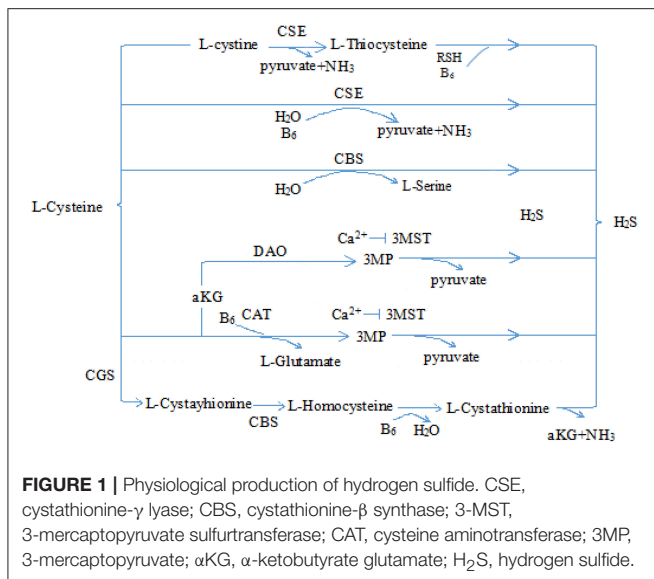 CSE
L-cystine
L-Thiocysteine
pyruvate+NH3
RSH
B6
CSE
H2O
B6
pyruvate+NH3
CBS
H2O
L-Serine
L-Cysteine
H2S
H2S
Ca2+
3MST
DAO
3MP
pyruvate
aKG
B6 CAT
Ca2+
3MST
3MP
L-Glutamate
pyruvate
CGS
L-Cystayhionine
L-Homocysteine
L-Cystathionine
CBS
B6
H2O
aKG+NH3
FIGURE 1 | Physiological production of hydrogen sulfide. CSE,
cystathionine-γ lyase; CBS, cystathionine-β synthase; 3-MST,
3-mercaptopyruvate sulfurtransferase; CAT, cysteine aminotransferase; 3MP,
3-mercaptopyruvate; αKG, α-ketobutyrate glutamate; H2S, hydrogen sulfide.